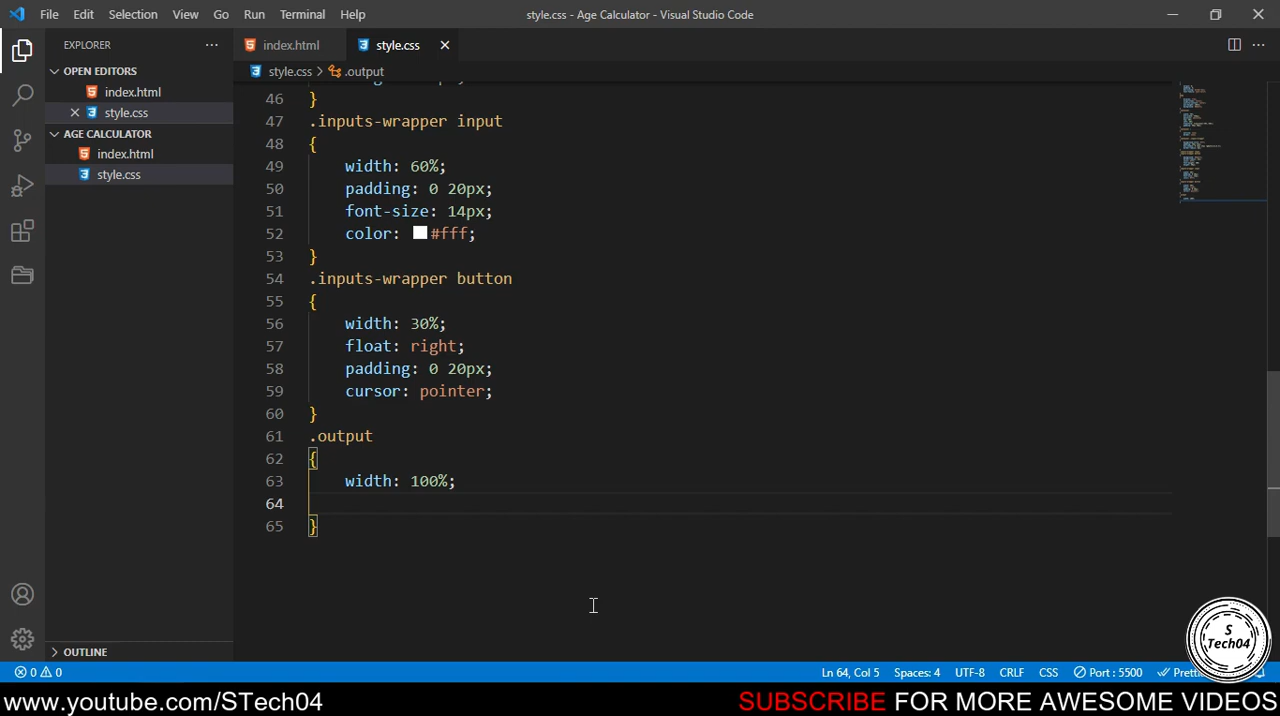 File Edit Selection View Go Run Terminal Help
style.css - Age Calculator - Visual Studio Code
EXPLORER
OPEN EDITORS
index.html
style.css
AGE CALCULATOR
index.html
style.css
OUTLINE
index.html
style.css
style.css > .output
46 }
47 .inputs-wrapper input
48 {
49 width: 60%;
50 padding: 0 20px;
51 font-size: 14px;
52 color: #fff;
53 }
54 .inputs-wrapper button
55 {
56 width: 30%;
57 float: right;
58 padding: 0 20px;
59 cursor: pointer;
60 }
61 .output
62 {
63 width: 100%;
64
65 }
S
Tech04
0 0 Ln 64, Col 5 Spaces: 4 UTF-8 CRLF CSS Port : 5500
www.youtube.com/STech04 SUBSCRIBE FOR MORE AWESOME VIDEOS